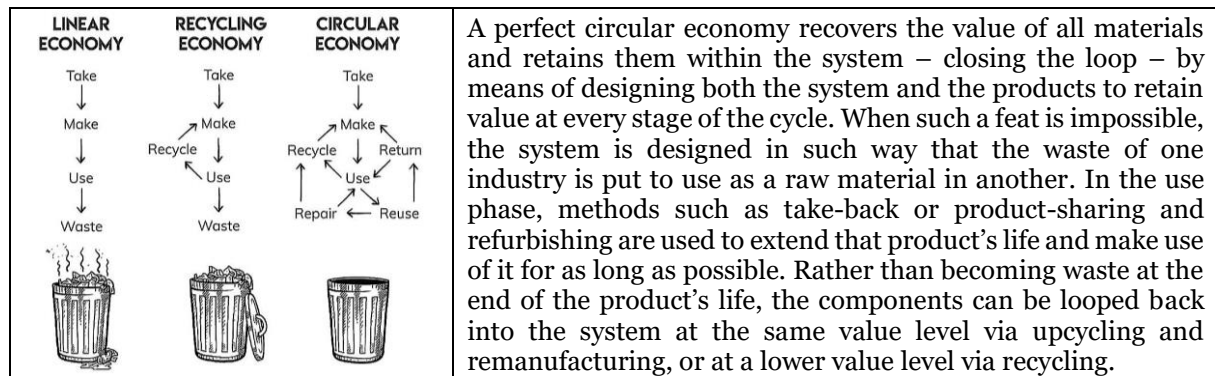 LINEAR
ECONOMY
Take
Make
Use
Waste
RECYCLING
ECONOMY
Take
Make
Recycle
Use
Waste
CIRCULAR
ECONOMY
Take
Make
Recycle
Return
Use
Repair
Reuse
A perfect circular economy recovers the value of all materials
and retains them within the system – closing the loop – by
means of designing both the system and the products to retain
value at every stage of the cycle. When such a feat is impossible,
the system is designed in such way that the waste of one
industry is put to use as a raw material in another. In the use
phase, methods such as take-back or product-sharing and
refurbishing are used to extend that product’s life and make use
of it for as long as possible. Rather than becoming waste at the
end of the product’s life, the components can be looped back
into the system at the same value level via upcycling and
remanufacturing, or at a lower value level via recycling.